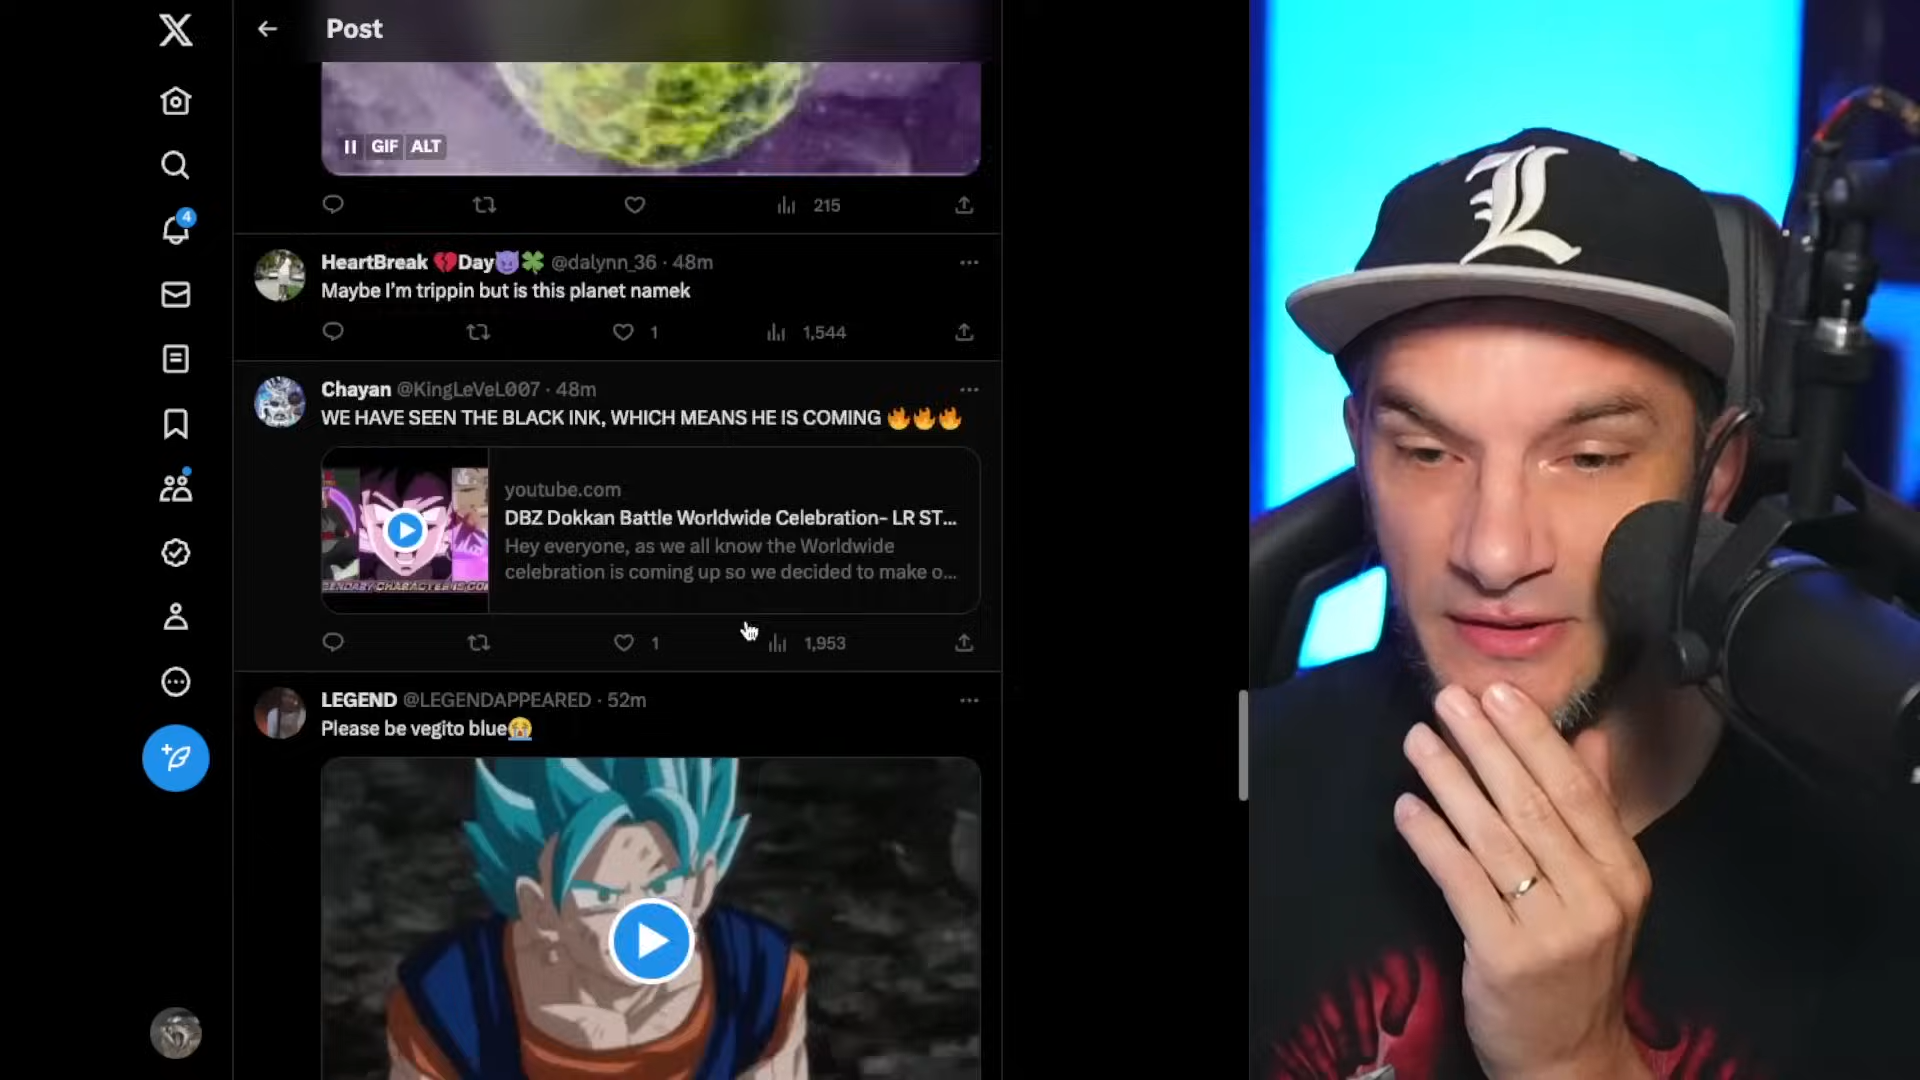 Post
GIF ALT
215
4
HeartBreak 💔Day😈🍀 @dalynn_36 · 48m
Maybe I'm trippin but is this planet namek
1 1,544
Chayan @KingLeVeL007 · 48m
WE HAVE SEEN THE BLACK INK, WHICH MEANS HE IS COMING 🔥🔥🔥
youtube.com
DBZ Dokkan Battle Worldwide Celebration- LR ST...
Hey everyone, as we all know the Worldwide
celebration is coming up so we decided to make o...
1 1,953
LEGEND @LEGENDAPPEARED · 52m
Please be vegito blue😭
L